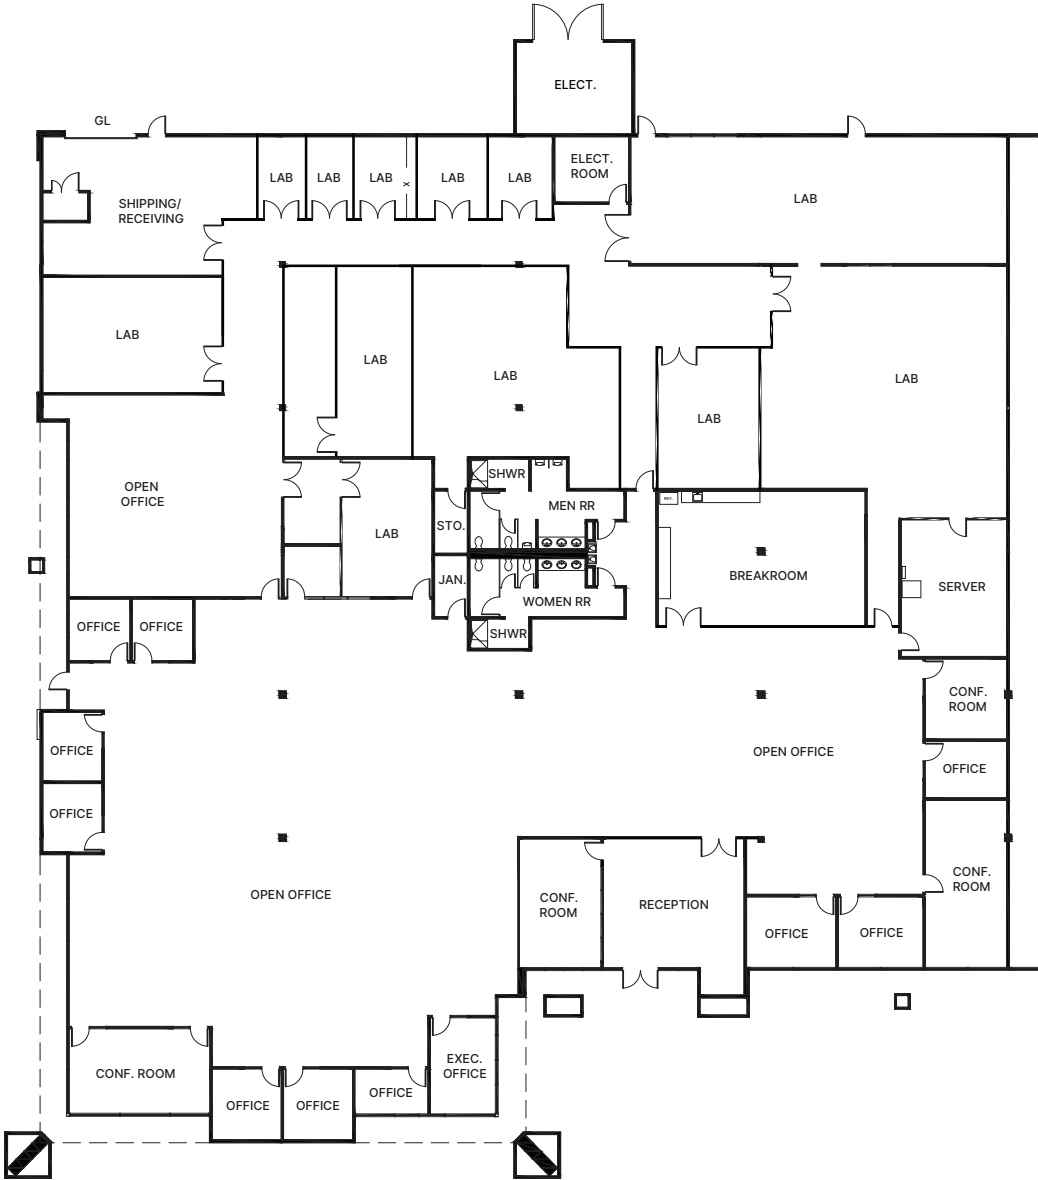 ELECT.
GL
LAB
LAB
LAB
x
LAB
LAB
ELECT.
ROOM
LAB
SHIPPING/
RECEIVING
LAB
LAB
LAB
LAB
LAB
SHWR
OPEN
OFFICE
REF.
MEN RR
STO.
LAB
JAN.
BREAKROOM
SERVER
WOMEN RR
OFFICE
OFFICE
SHWR
CONF.
ROOM
OFFICE
OPEN OFFICE
OFFICE
OFFICE
CONF.
ROOM
OPEN OFFICE
CONF.
ROOM
RECEPTION
OFFICE
OFFICE
EXEC.
OFFICE
CONF. ROOM
OFFICE
OFFICE
OFFICE